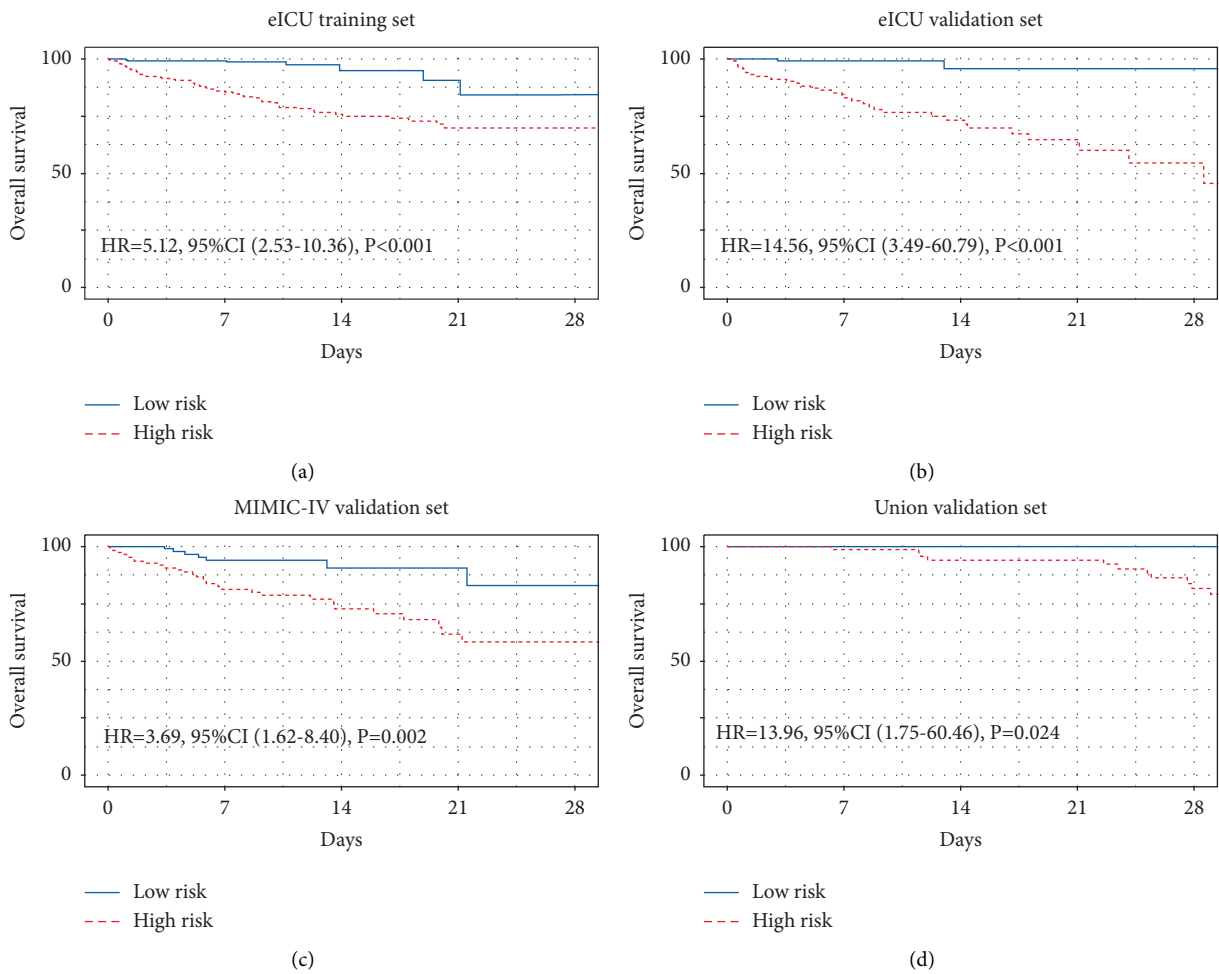 eICU training set
Overall survival
100
50
0
HR=5.12, 95%CI (2.53-10.36), P<0.001
0 7 14 21 28
Days
Low risk
High risk
(a)
eICU validation set
Overall survival
100
50
0
HR=14.56, 95%CI (3.49-60.79), P<0.001
0 7 14 21 28
Days
Low risk
High risk
(b)
MIMIC-IV validation set
Overall survival
100
50
0
HR=3.69, 95%CI (1.62-8.40), P=0.002
0 7 14 21 28
Days
Low risk
High risk
(c)
Union validation set
Overall survival
100
50
0
HR=13.96, 95%CI (1.75-60.46), P=0.024
0 7 14 21 28
Days
Low risk
High risk
(d)